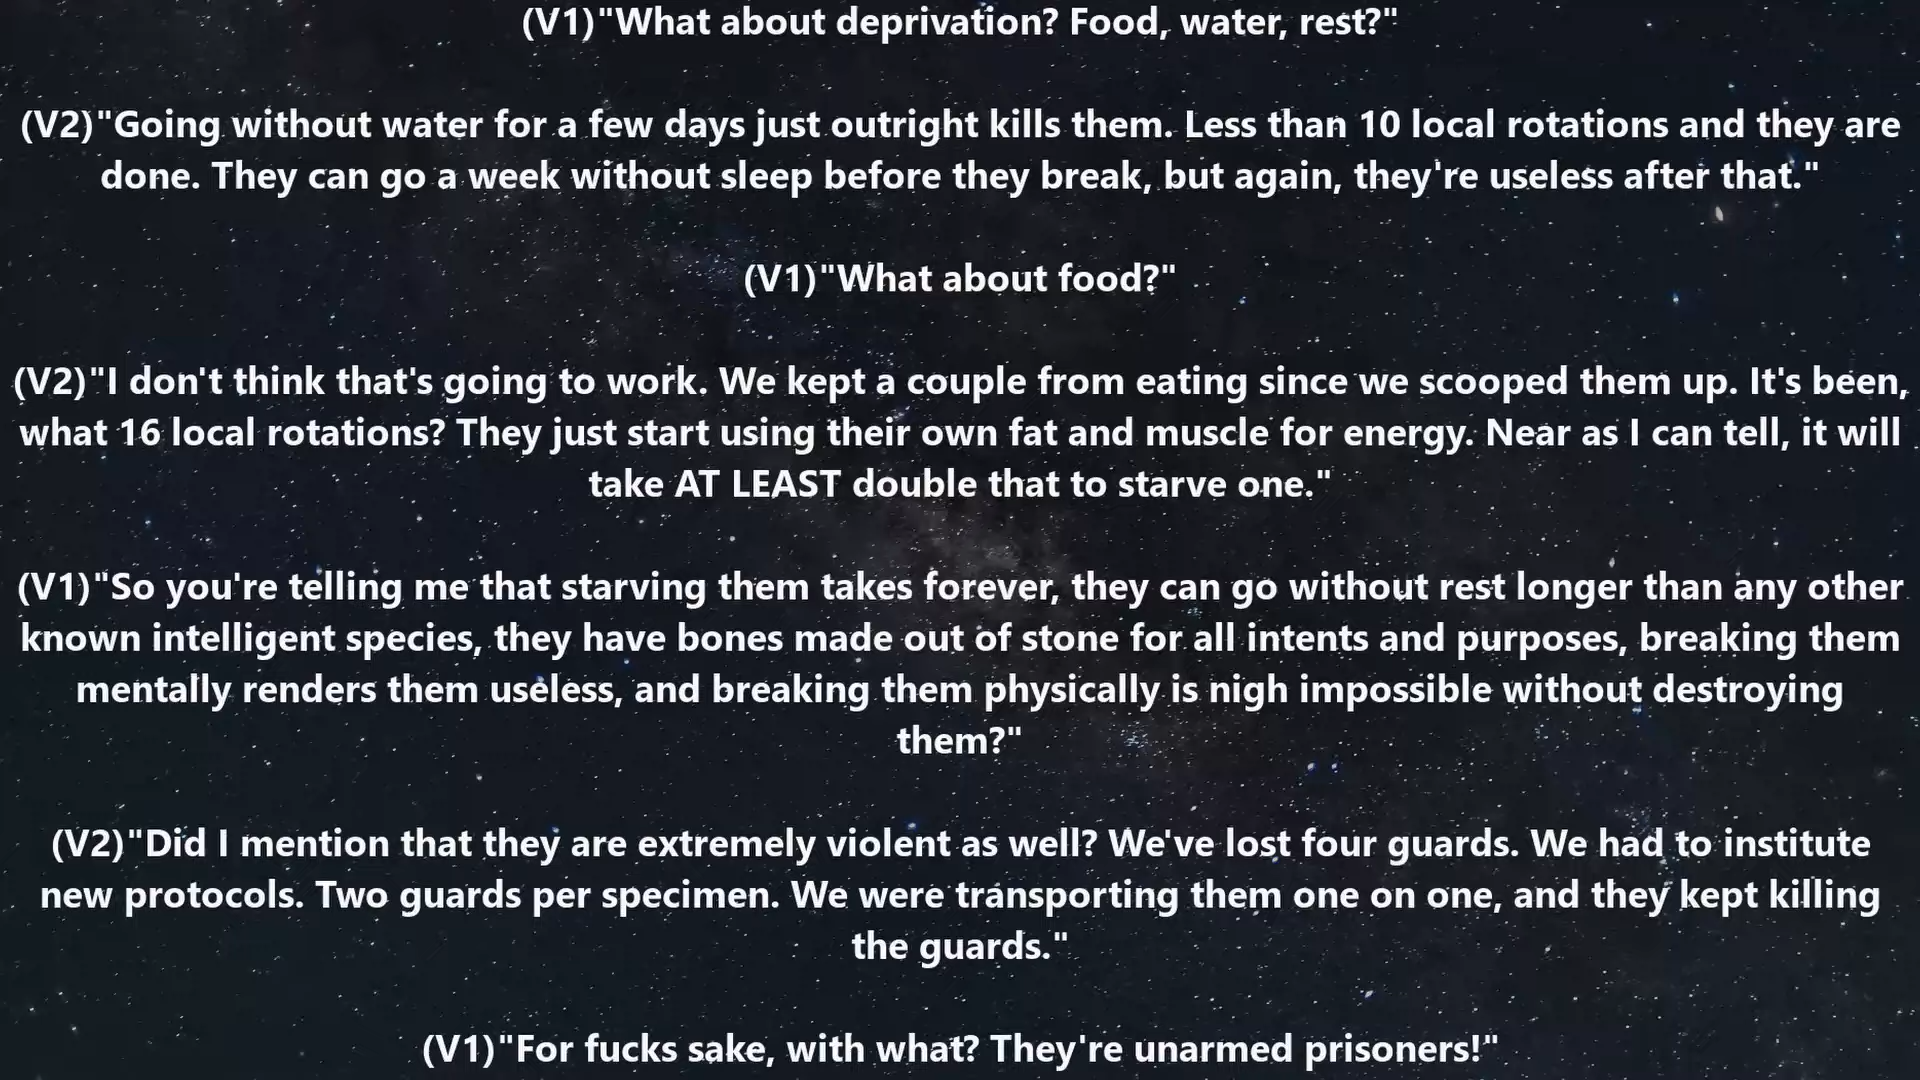 (V1)"What about deprivation? Food, water, rest?"
(V2)"Going without water for a few days just outright kills them. Less than 10 local rotations and they are
done. They can go a week without sleep before they break, but again, they're useless after that."
(V1)"What about food?"
(V2)"I don't think that's going to work. We kept a couple from eating since we scooped them up. It's been,
what 16 local rotations? They just start using their own fat and muscle for energy. Near as I can tell, it will
take AT LEAST double that to starve one."
(V1)"So you're telling me that starving them takes forever, they can go without rest longer than any other
known intelligent species, they have bones made out of stone for all intents and purposes, breaking them
mentally renders them useless, and breaking them physically is nigh impossible without destroying
them?"
(V2)"Did I mention that they are extremely violent as well? We've lost four guards. We had to institute
new protocols. Two guards per specimen. We were transporting them one on one, and they kept killing
the guards."
(V1)"For fucks sake, with what? They're unarmed prisoners!"